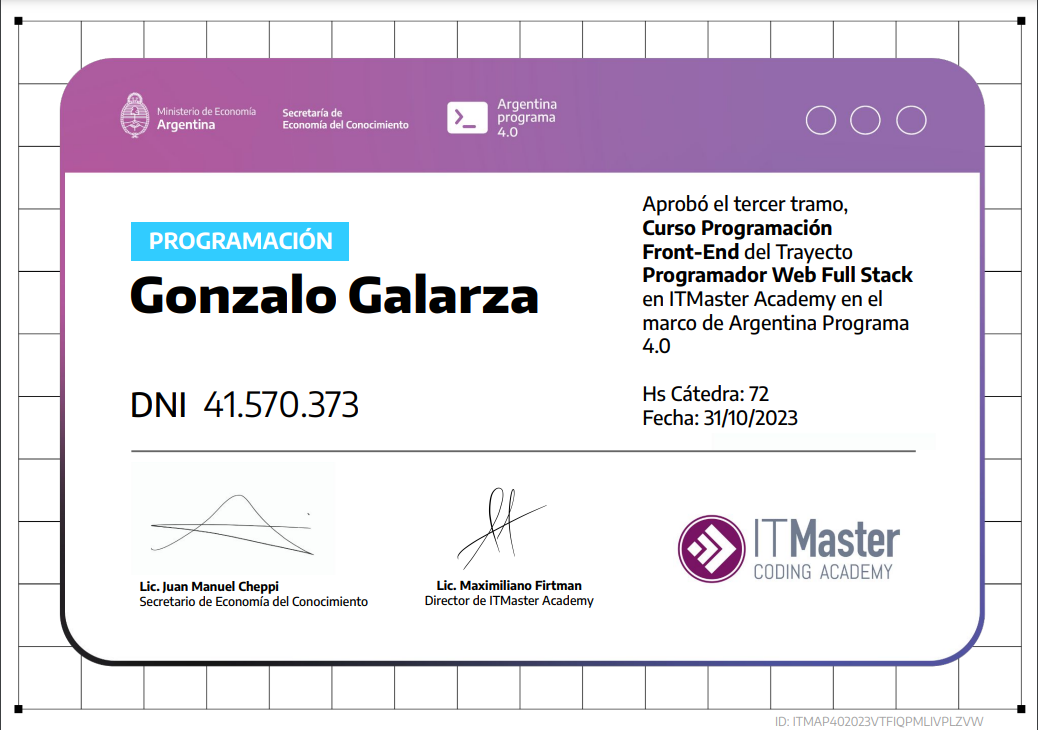 Ministerio de Economía
Argentina
Secretaría de
Economía del Conocimiento
Argentina
programa
4.0
PROGRAMACIÓN
Gonzalo Galarza
DNI 41.570.373
Aprobó el tercer tramo,
Curso Programación
Front-End del Trayecto
Programador Web Full Stack
en ITMaster Academy en el
marco de Argentina Programa
4.0
Hs Cátedra: 72
Fecha: 31/10/2023
Lic. Juan Manuel Cheppi
Secretario de Economía del Conocimiento
Lic. Maximiliano Firtman
Director de ITMaster Academy
ITMaster
CODING ACADEMY
ID: ITMAP402023VTFIQPMLIVPLZVW